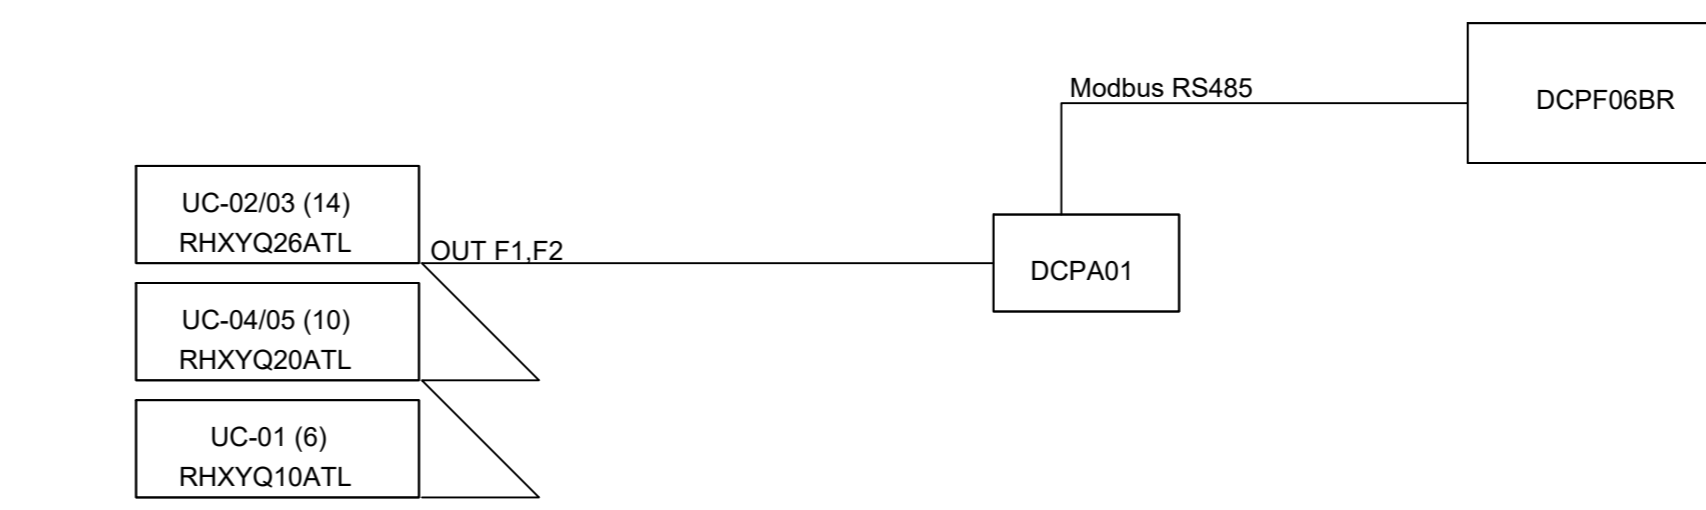 Modbus RS485
DCPF06BR
UC-02/03 (14)
RHXYQ26ATL
OUT F1,F2
DCPA01
UC-04/05 (10)
RHXYQ20ATL
UC-01 (6)
RHXYQ10ATL